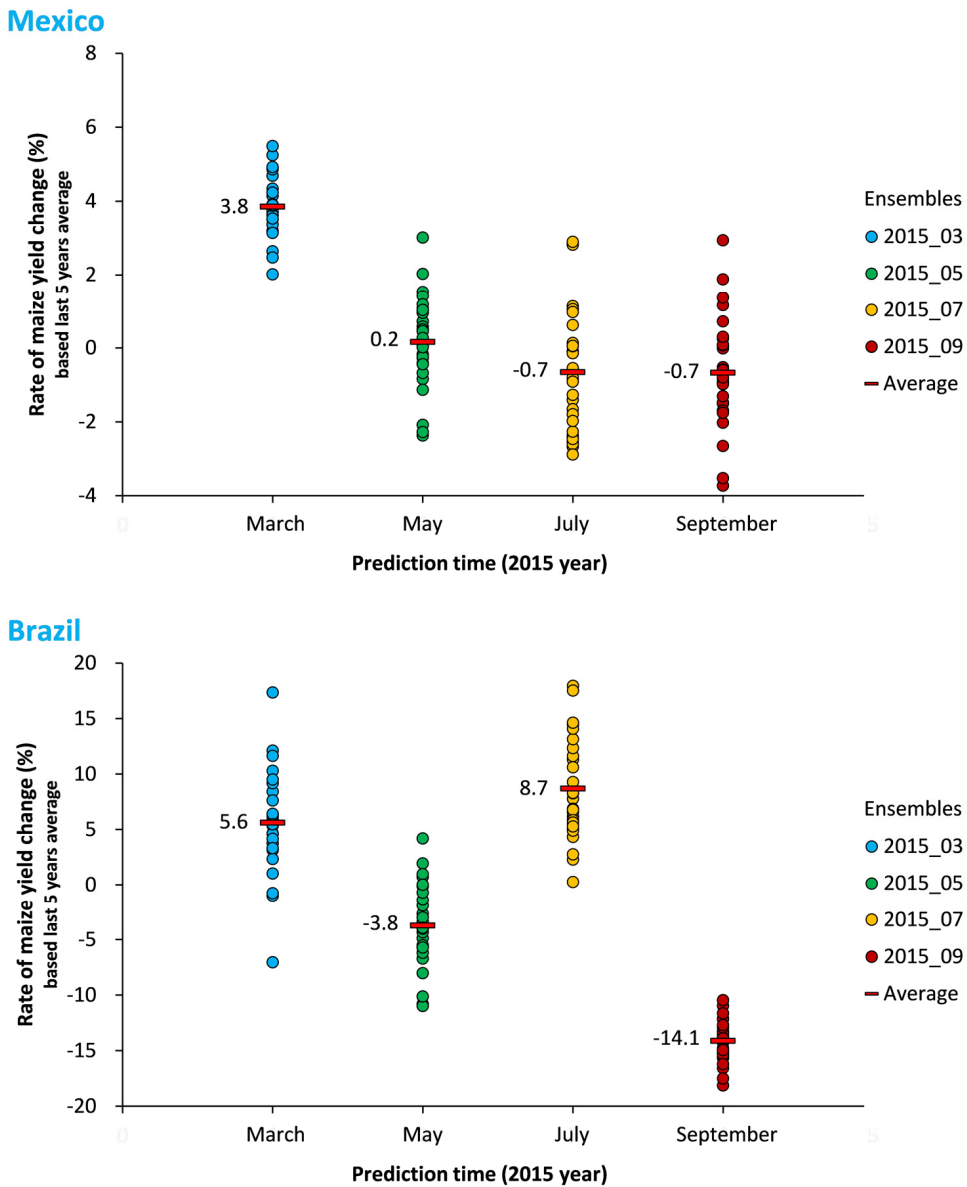 Mexico
Rate of maize yield change (%)
based last 5 years average
8
6
4
2
0
-2
-4
3.8
0.2
-0.7
-0.7
0
March
May
July
September
5
Prediction time (2015 year)
Ensembles
2015_03
2015_05
2015_07
2015_09
Average
Brazil
Rate of maize yield change (%)
based last 5 years average
20
15
10
5
0
-5
-10
-15
-20
5.6
-3.8
8.7
-14.1
0
March
May
July
September
5
Prediction time (2015 year)
Ensembles
2015_03
2015_05
2015_07
2015_09
Average